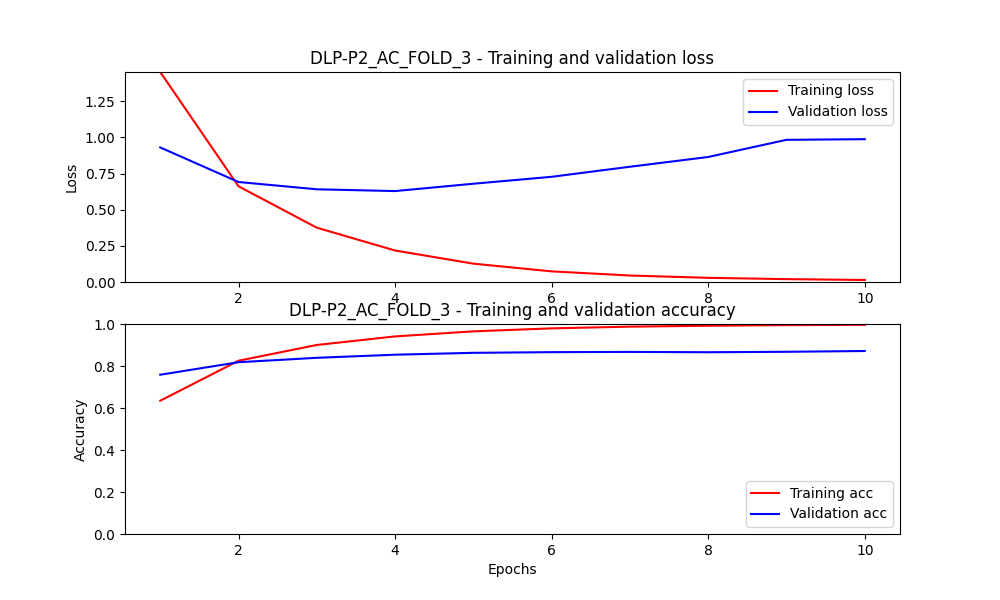 DLP-P2_AC_FOLD_3 - Training and validation loss
Loss
1.25
1.00
0.75
0.50
0.25
0.00
Training loss
Validation loss
2 4 6 8 10
DLP-P2_AC_FOLD_3 - Training and validation accuracy
Accuracy
1.0
0.8
0.6
0.4
0.2
0.0
Training acc
Validation acc
2 4 6 8 10
Epochs